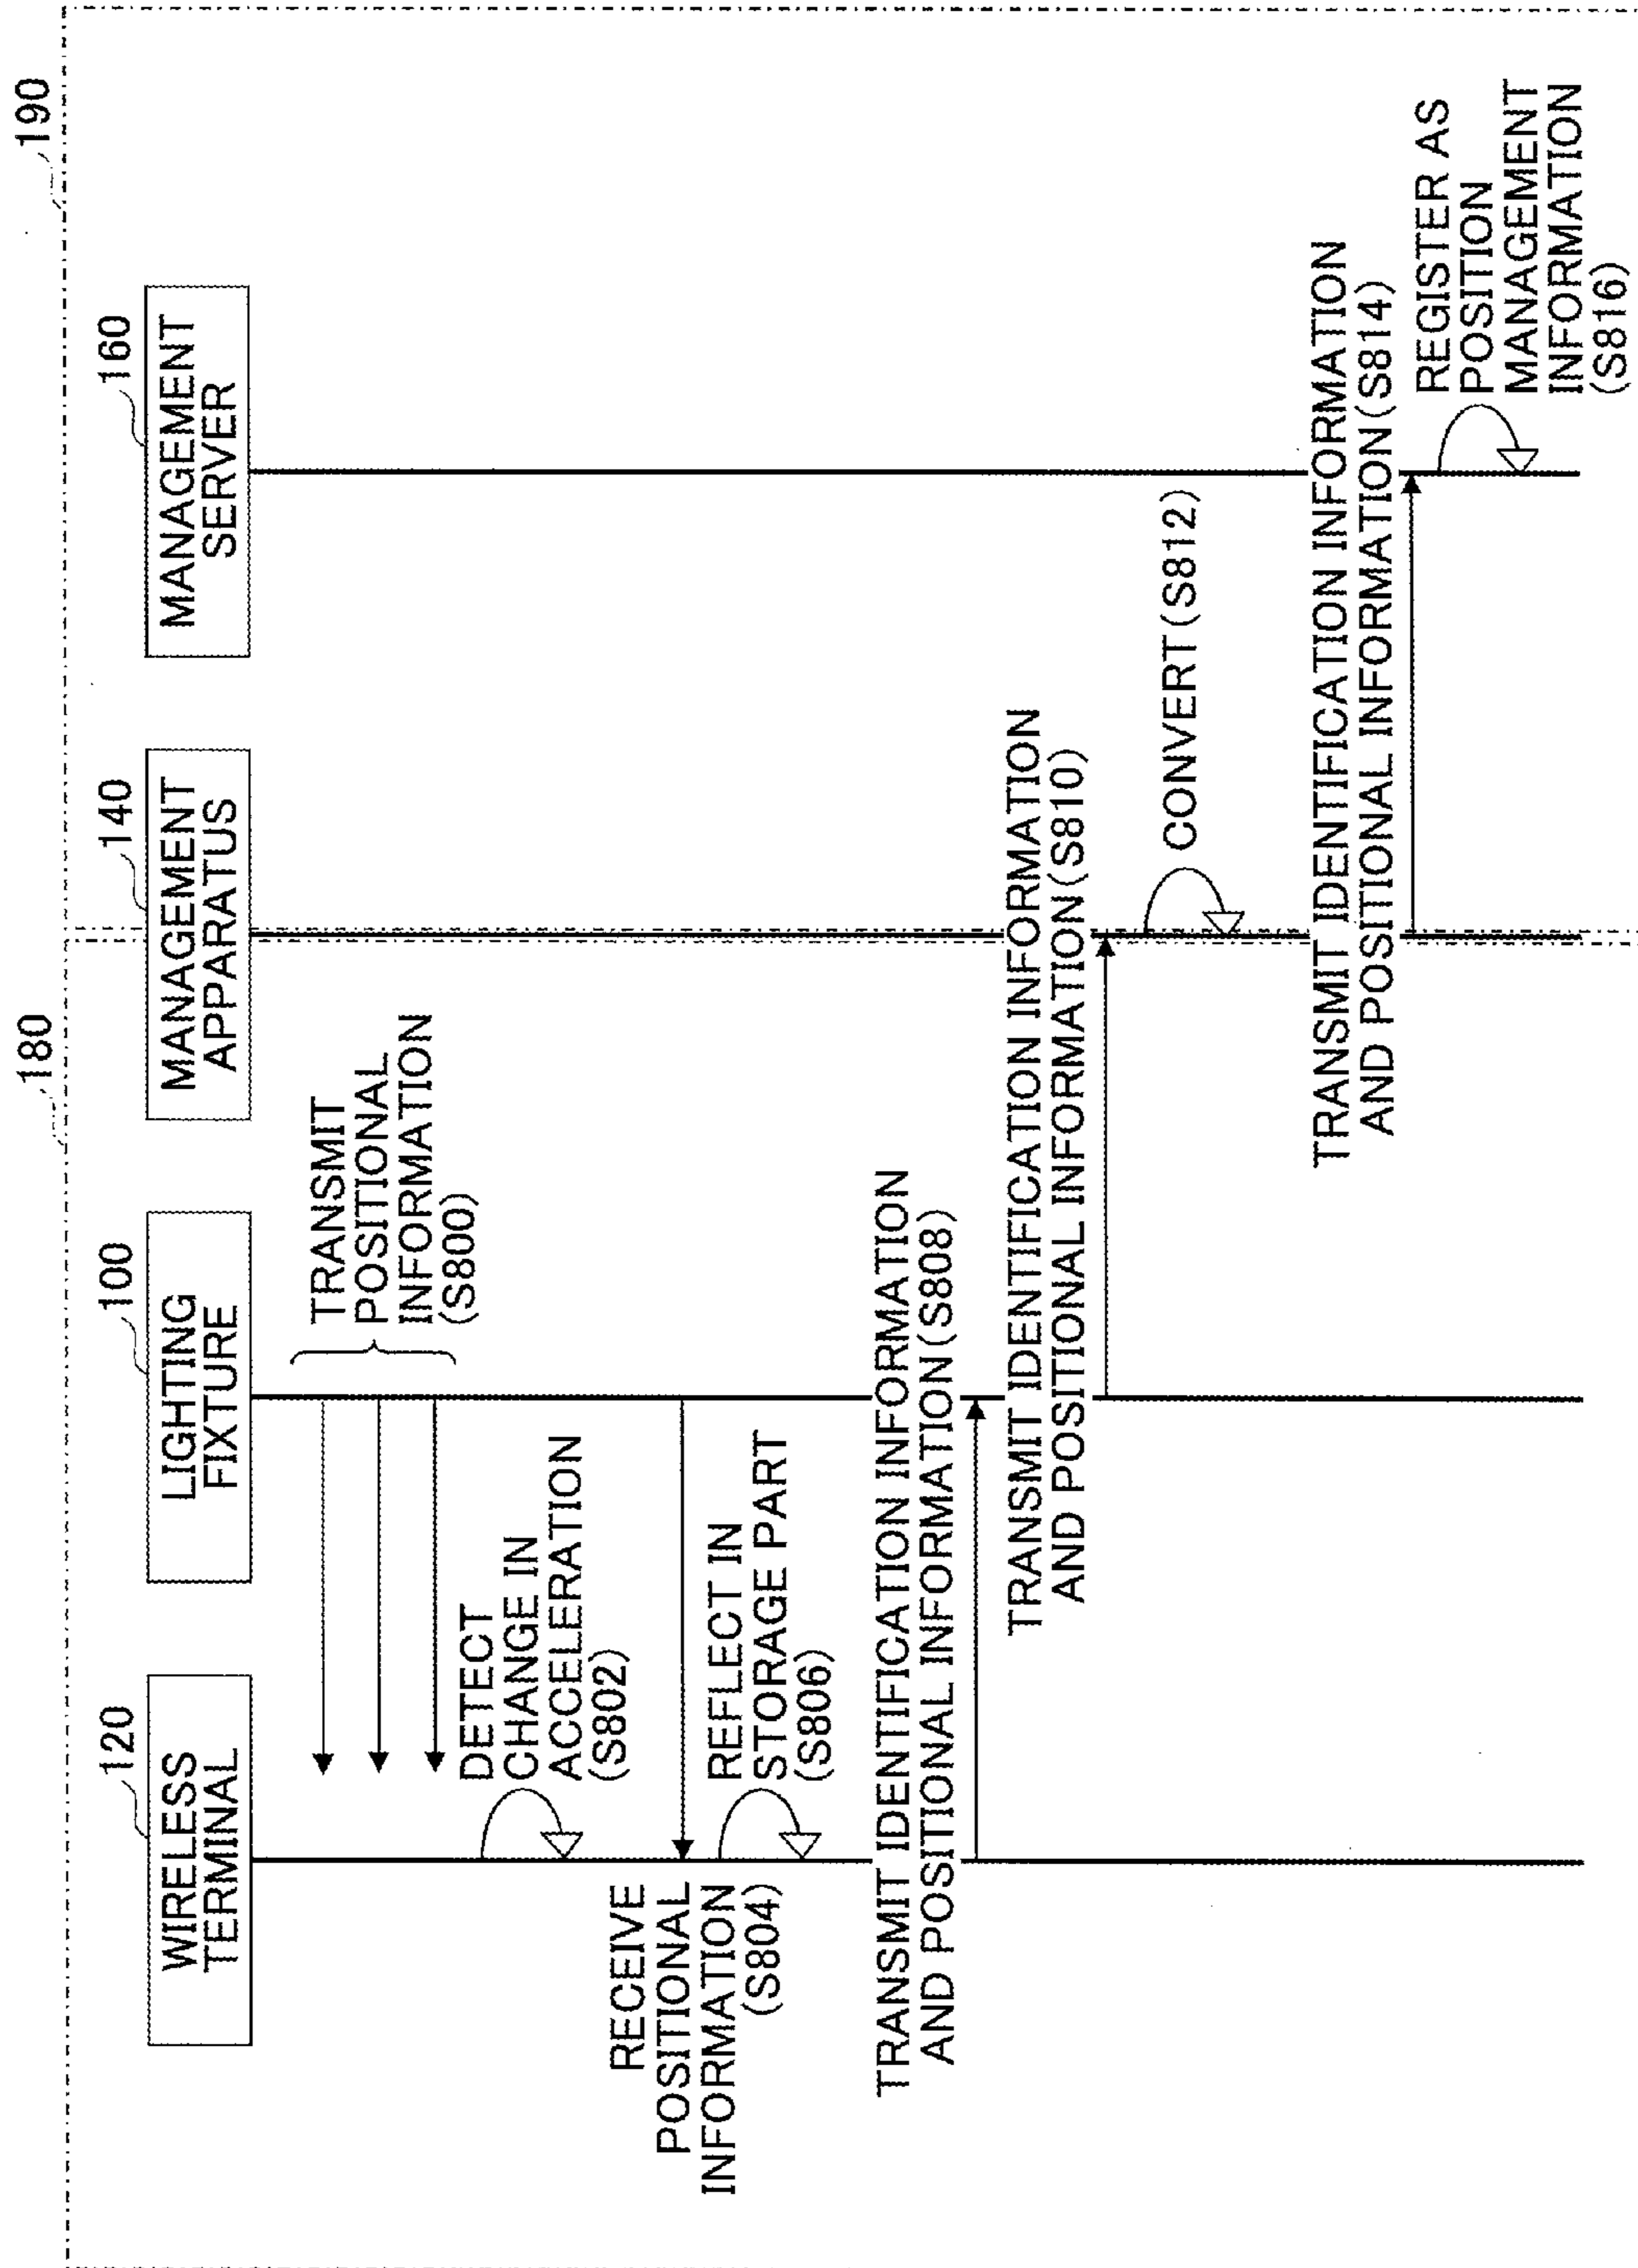 180
190
120
WIRELESS
TERMINAL
100
LIGHTING
FIXTURE
140
MANAGEMENT
APPARATUS
160
MANAGEMENT
SERVER
TRANSMIT
POSITIONAL
INFORMATION
(S800)
DETECT
CHANGE IN
ACCELERATION
(S802)
RECEIVE
POSITIONAL
INFORMATION
(S804)
REFLECT IN
STORAGE PART
(S806)
TRANSMIT IDENTIFICATION INFORMATION
AND POSITIONAL INFORMATION(S808)
TRANSMIT IDENTIFICATION INFORMATION
AND POSITIONAL INFORMATION(S810)
CONVERT(S812)
TRANSMIT IDENTIFICATION INFORMATION
AND POSITIONAL INFORMATION(S814)
REGISTER AS
POSITION
MANAGEMENT
INFORMATION
(S816)